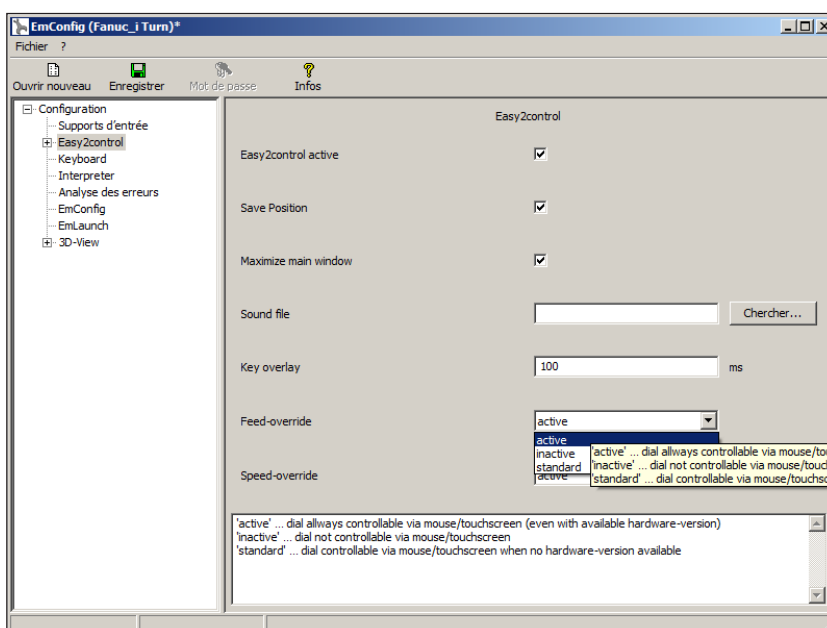 EmConfig (Fanuc_i Turn)*
Fichier ?
Ouvrir nouveau Enregistrer Mot de passe Infos
Configuration
Supports d'entrée
Easy2control
Keyboard
Interpreter
Analyse des erreurs
EmConfig
EmLaunch
3D-View
Easy2control
Easy2control active
Save Position
Maximize main window
Sound file Chercher...
Key overlay 100 ms
Feed-override active
active
inactive
standard
'active' ... dial allways controllable via mouse/to
'inactive' ... dial not controllable via mouse/touc
'standard' ... dial controllable via mouse/touchs
Speed-override active
'active' ... dial allways controllable via mouse/touchscreen (even with available hardware-version)
'inactive' ... dial not controllable via mouse/touchscreen
'standard' ... dial controllable via mouse/touchscreen when no hardware-version available